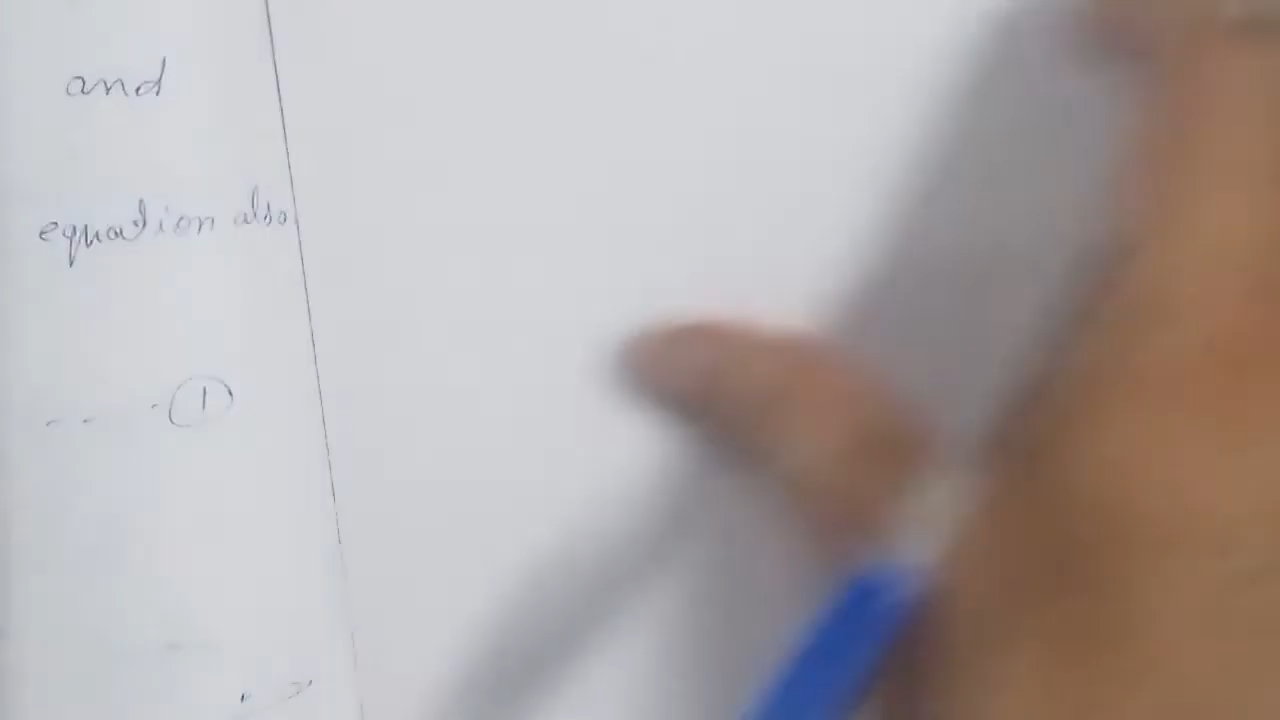 and
equation also
- - - ①